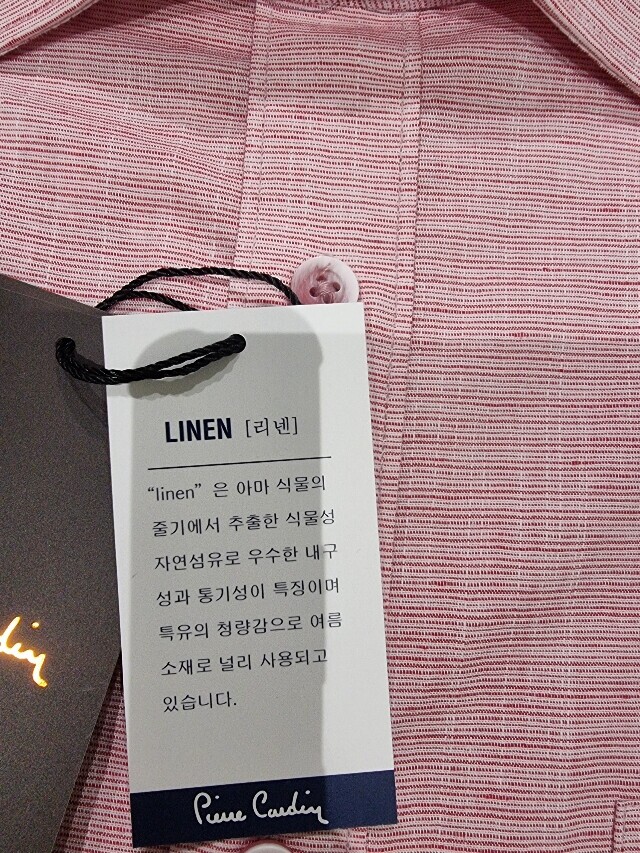 LINEN [리넨]
“linen” 은 아마 식물의
줄기에서 추출한 식물성
자연섬유로 우수한 내구
성과 통기성이 특징이며
특유의 청량감으로 여름
소재로 널리 사용되고
있습니다.
Pierre Cardin
din